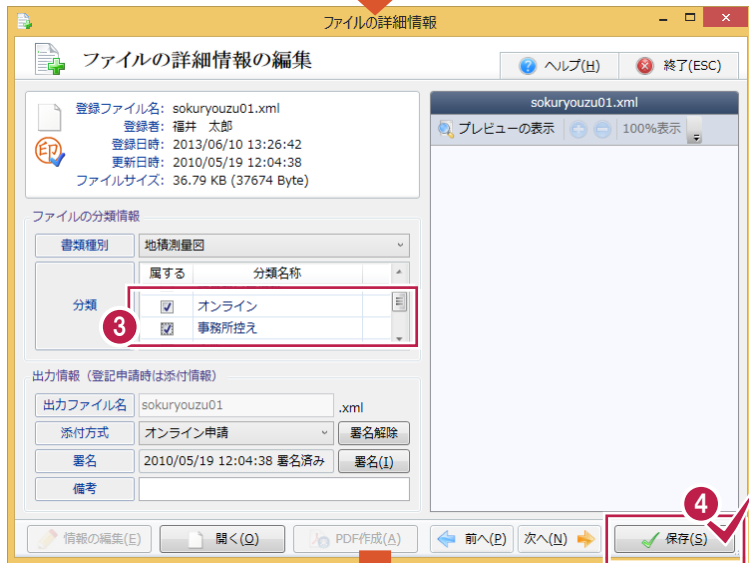 ファイルの詳細情報
ファイルの詳細情報の編集
ヘルプ(H)
終了(ESC)
登録ファイル名: sokuryouzu01.xml
登録者: 福井 太郎
登録日時: 2013/06/10 13:26:42
更新日時: 2010/05/19 12:04:38
ファイルサイズ: 36.79 KB (37674 Byte)
印
sokuryouzu01.xml
プレビューの表示
100%表示
ファイルの分類情報
書類種別 地積測量図
分類
属する 分類名称
オンライン
事務所控え
3
出力情報（登記申請時は添付情報）
出力ファイル名 sokuryouzu01 .xml
添付方式 オンライン申請 署名解除
署名 2010/05/19 12:04:38 署名済み 署名(I)
備考
4
情報の編集(E) 開く(O) PDF作成(A) 前へ(P) 次へ(N) 保存(S)